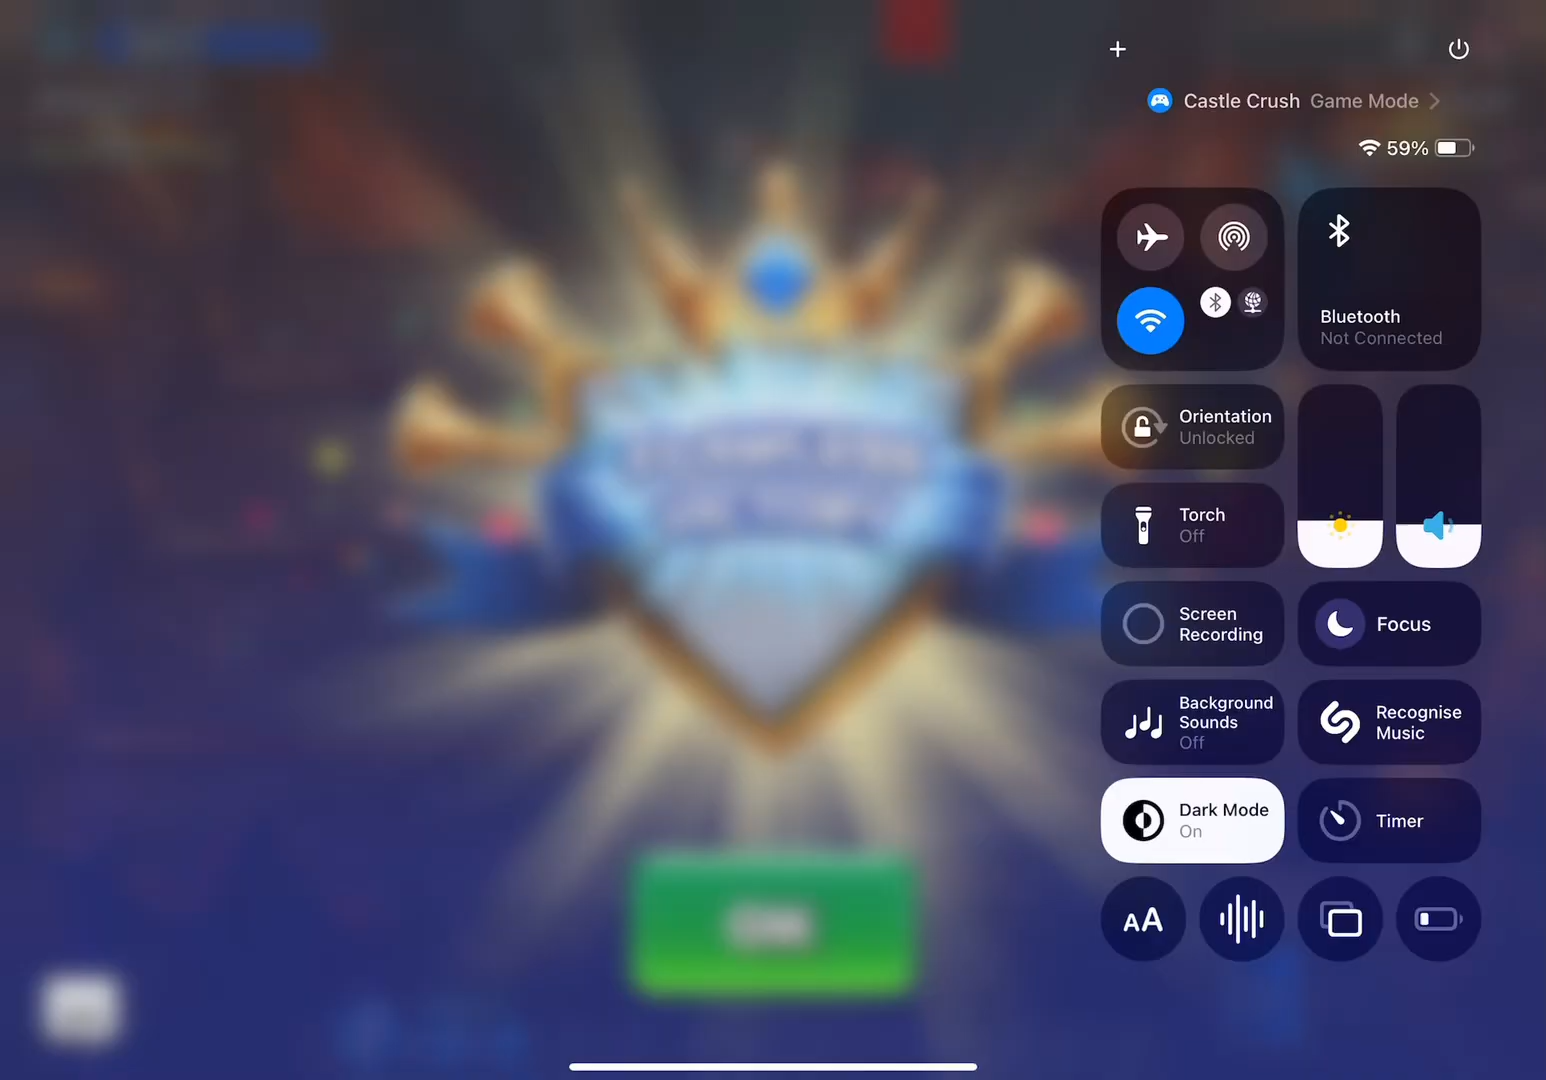 Castle Crush Game Mode
59%
Bluetooth
Not Connected
Orientation
Unlocked
Torch
Off
Screen
Recording
Focus
Background
Sounds
Off
Recognise
Music
Dark Mode
On
Timer
AA